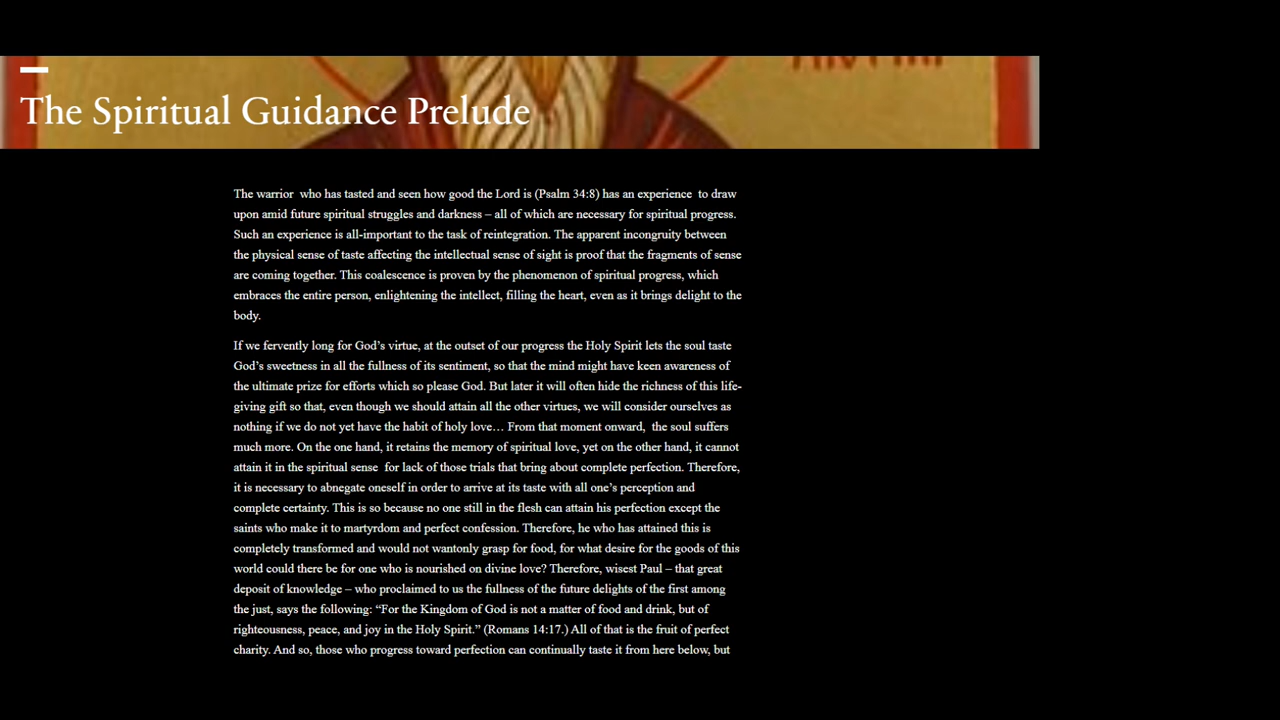 The Spiritual Guidance Prelude
The warrior who has tasted and seen how good the Lord is (Psalm 34:8) has an experience to draw
upon amid future spiritual struggles and darkness – all of which are necessary for spiritual progress.
Such an experience is all-important to the task of reintegration. The apparent incongruity between
the physical sense of taste affecting the intellectual sense of sight is proof that the fragments of sense
are coming together. This coalescence is proven by the phenomenon of spiritual progress, which
embraces the entire person, enlightening the intellect, filling the heart, even as it brings delight to the
body.
If we fervently long for God’s virtue, at the outset of our progress the Holy Spirit lets the soul taste
God’s sweetness in all the fullness of its sentiment, so that the mind might have keen awareness of
the ultimate prize for efforts which so please God. But later it will often hide the richness of this life-
giving gift so that, even though we should attain all the other virtues, we will consider ourselves as
nothing if we do not yet have the habit of holy love… From that moment onward, the soul suffers
much more. On the one hand, it retains the memory of spiritual love, yet on the other hand, it cannot
attain it in the spiritual sense for lack of those trials that bring about complete perfection. Therefore,
it is necessary to abnegate oneself in order to arrive at its taste with all one’s perception and
complete certainty. This is so because no one still in the flesh can attain his perfection except the
saints who make it to martyrdom and perfect confession. Therefore, he who has attained this is
completely transformed and would not wantonly grasp for food, for what desire for the goods of this
world could there be for one who is nourished on divine love? Therefore, wisest Paul – that great
deposit of knowledge – who proclaimed to us the fullness of the future delights of the first among
the just, says the following: “For the Kingdom of God is not a matter of food and drink, but of
righteousness, peace, and joy in the Holy Spirit.” (Romans 14:17.) All of that is the fruit of perfect
charity. And so, those who progress toward perfection can continually taste it from here below, but